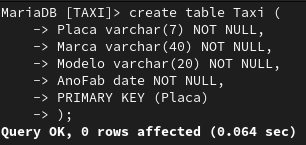 MariaDB [TAXI]> create table Taxi (
    -> Placa varchar(7) NOT NULL,
    -> Marca varchar(40) NOT NULL,
    -> Modelo varchar(20) NOT NULL,
    -> AnoFab date NOT NULL,
    -> PRIMARY KEY (Placa)
    -> );
Query OK, 0 rows affected (0.064 sec)